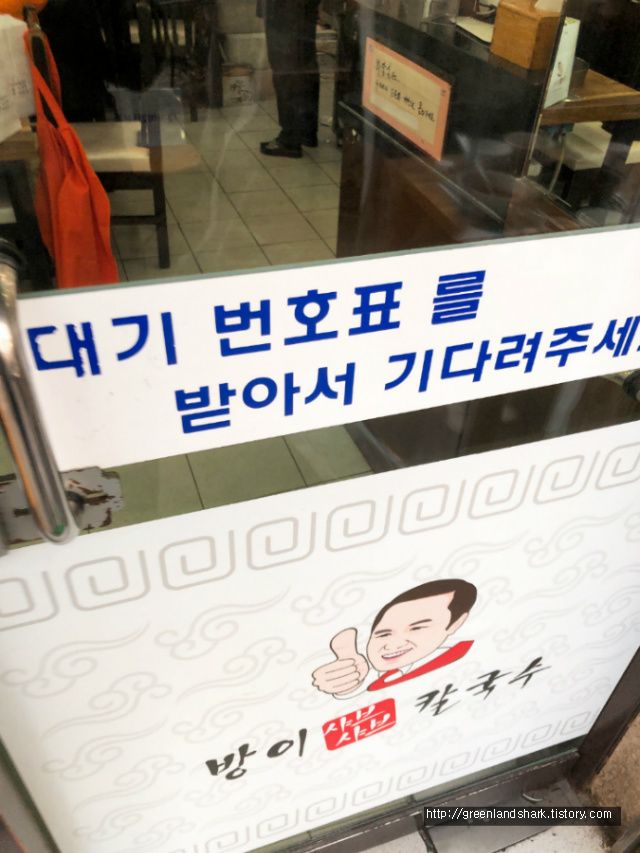 대기 번호표 를
받아서 기다려주세
방이 샤브샤브 칼국수
http://greenlandshark.tistory.com